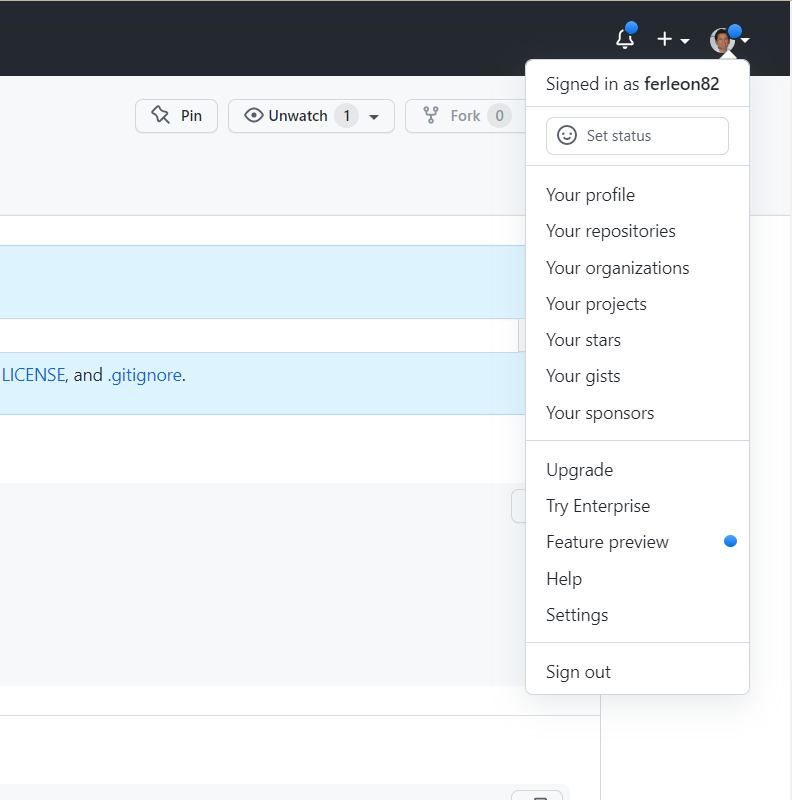 Pin
Unwatch 1
Fork 0
LICENSE, and .gitignore.
Signed in as ferleon82
Set status
Your profile
Your repositories
Your organizations
Your projects
Your stars
Your gists
Your sponsors
Upgrade
Try Enterprise
Feature preview
Help
Settings
Sign out